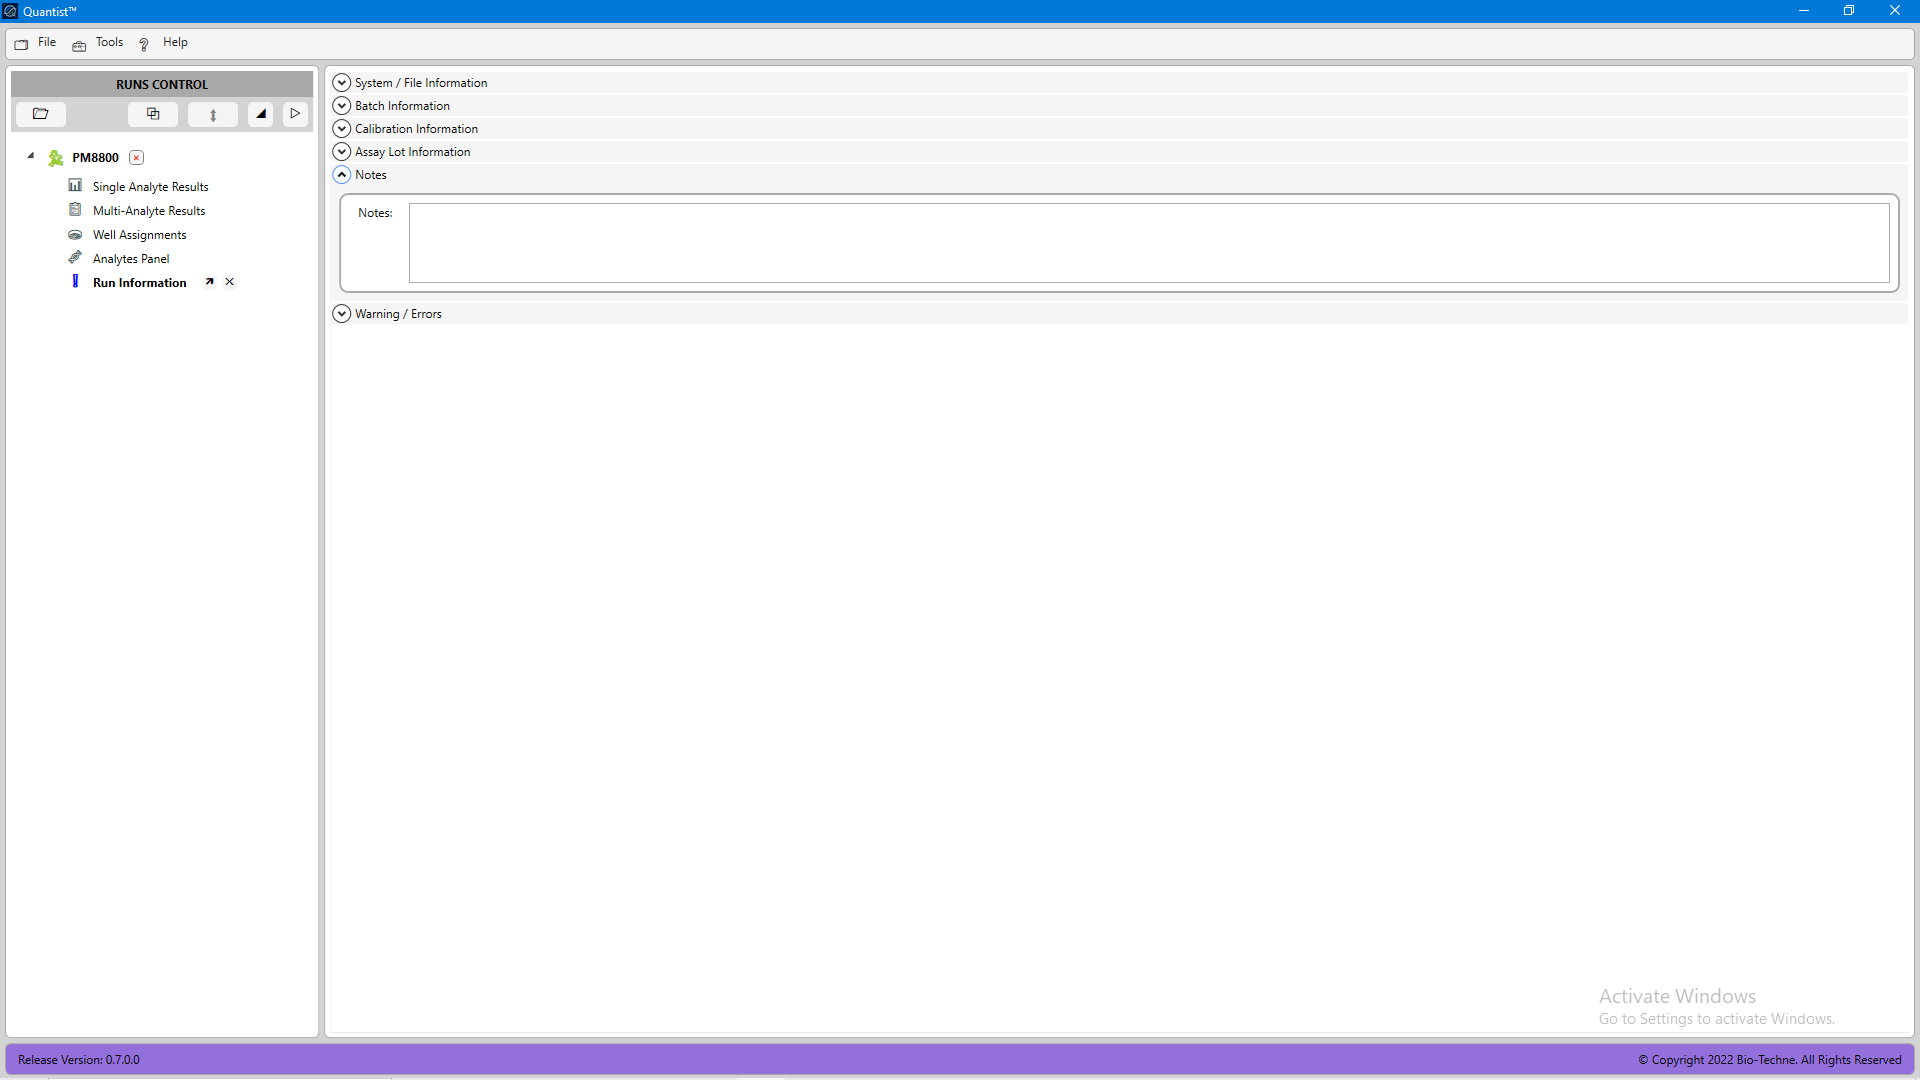 Quantist™
File Tools Help
RUNS CONTROL
PM8800
Single Analyte Results
Multi-Analyte Results
Well Assignments
Analytes Panel
Run Information
System / File Information
Batch Information
Calibration Information
Assay Lot Information
Notes
Notes:
Warning / Errors
Activate Windows
Go to Settings to activate Windows.
Release Version: 0.7.0.0
© Copyright 2022 Bio-Techne. All Rights Reserved